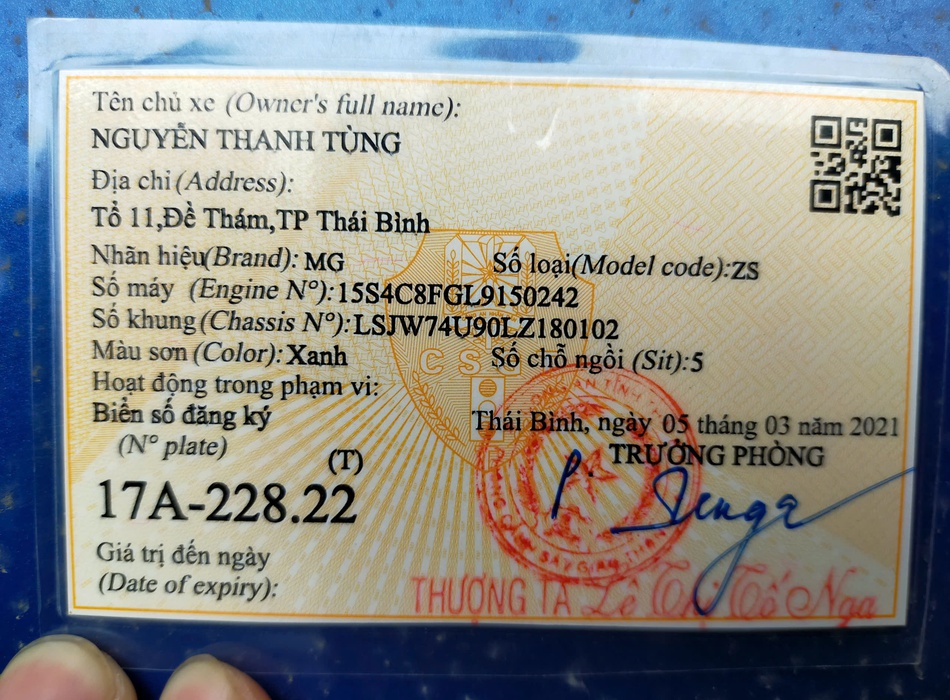 Tên chủ xe (Owner's full name):
NGUYỄN THANH TÙNG
Địa chỉ (Address):
Tổ 11,Đề Thám,TP Thái Bình
Nhãn hiệu(Brand): MG Số loại(Model code):ZS
Số máy (Engine N°):15S4C8FGL9150242
Số khung(Chassis N°):LSJW74U90LZ180102
Màu sơn (Color): Xanh Số chỗ ngồi (Sit):5
Hoạt động trong phạm vi:
Biển số đăng ký
(N° plate)
(T)
17A-228.22
Giá trị đến ngày
(Date of expiry):
Thái Bình, ngày 05 tháng 03 năm 2021
TRƯỞNG PHÒNG
THƯỢNG TÁ Lê Thị Tố Nga